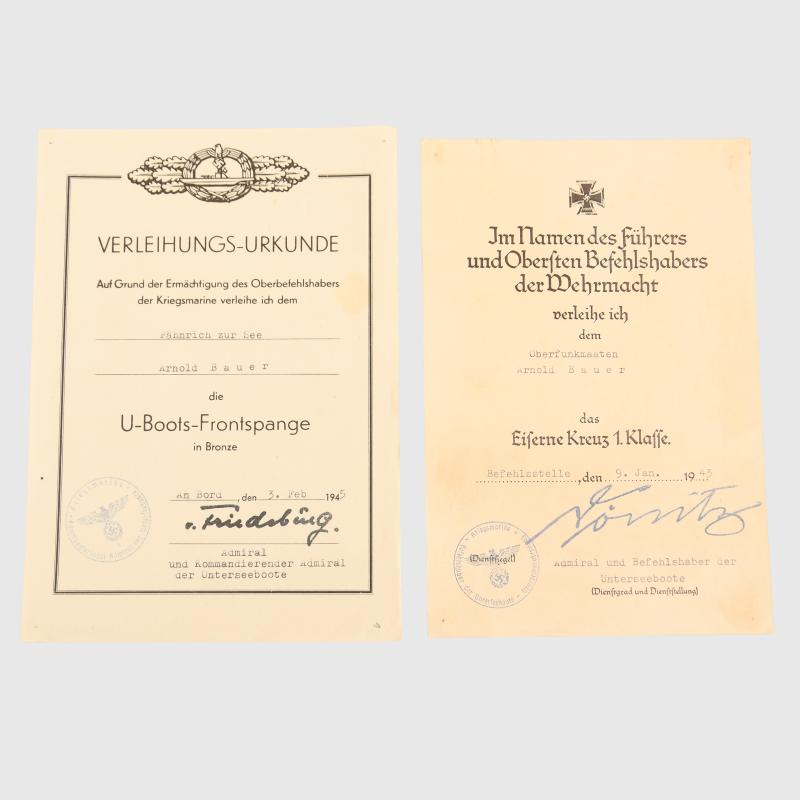 VERLEIHUNGS-URKUNDE
Auf Grund der Ermächtigung des Oberbefehlshabers
der Kriegsmarine verleihe ich dem
Fähnrich zur See
Arnold Bauer
die
U-Boots-Frontspange
in Bronze
Am Bord, den 3. Feb 1945
v. Friedeburg.
Admiral
und Kommandierender Admiral
der Unterseeboote
Im Namen des Führers
und Obersten Befehlshabers
der Wehrmacht
verleihe ich
dem
Oberfunkmaaten
Arnold Bauer
das
Eiserne Kreuz 1. Klasse.
Befehlsstelle, den 9. Jan. 1943
Dönitz
(Dienstsiegel)
Admiral und Befehlshaber der
Unterseeboote
(Dienstgrad und Dienststellung)